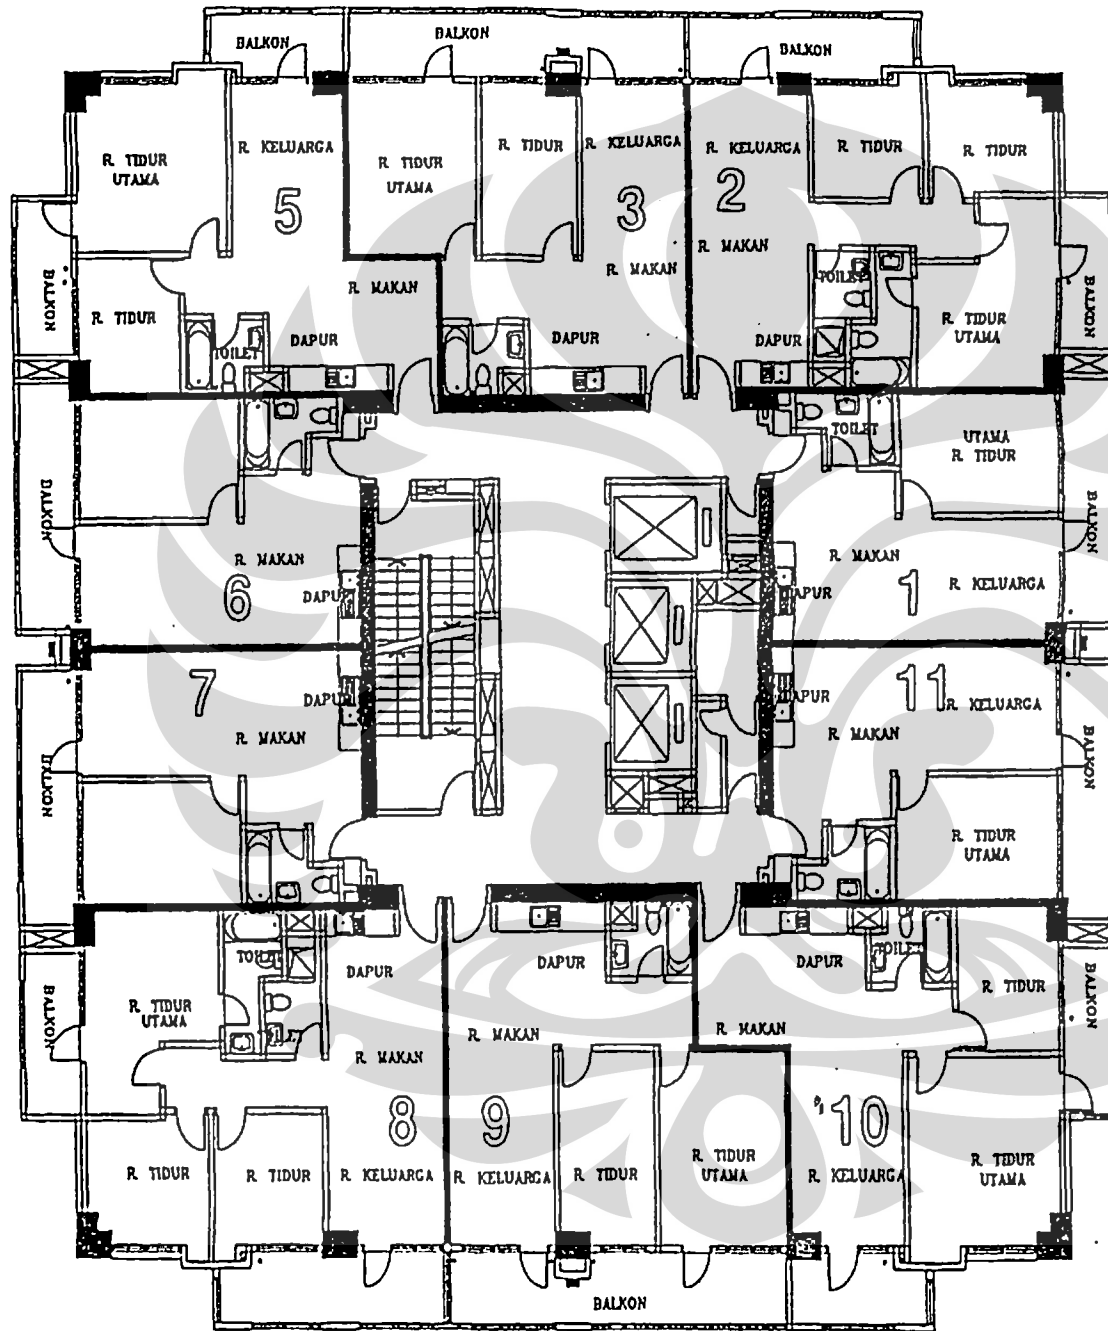 BALKON
BALKON
BALKON
R. TIDUR
UTAMA
R. KELUARGA
5
R. TIDUR
UTAMA
R. TIDUR
R. KELUARGA
3
R. KELUARGA
2
R. TIDUR
R. TIDUR
BALKON
R. TIDUR
R. MAKAN
TOILET
DAPUR
R. MAKAN
DAPUR
R. MAKAN
TOILET
DAPUR
R. TIDUR
UTAMA
BALKON
BALKON
R. MAKAN
6
DAPUR
TOILET
UTAMA
R. TIDUR
R. MAKAN
DAPUR
1
R. KELUARGA
BALKON
7
DAPUR
R. MAKAN
BALKON
11
R. KELUARGA
DAPUR
R. MAKAN
R. TIDUR
UTAMA
BALKON
BALKON
TOILET
R. TIDUR
UTAMA
DAPUR
R. MAKAN
8
R. TIDUR
R. TIDUR
R. KELUARGA
DAPUR
R. MAKAN
9
R. KELUARGA
R. TIDUR
R. TIDUR
UTAMA
DAPUR
TOILET
R. MAKAN
R. TIDUR
10
R. KELUARGA
R. TIDUR
UTAMA
BALKON
BALKON